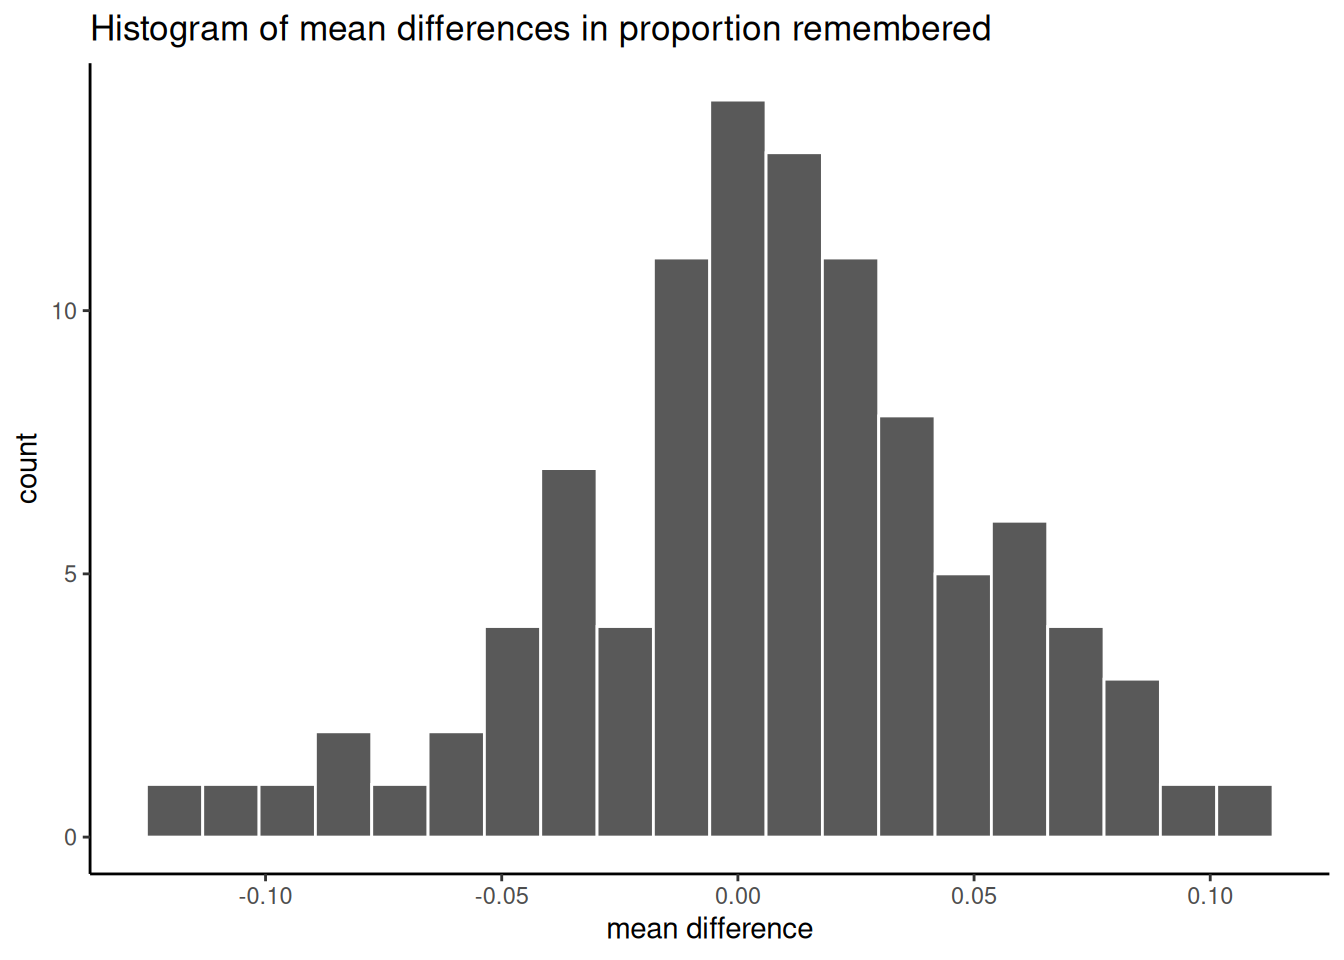 Histogram of mean differences in proportion remembered
count
10
5
0
-0.10 -0.05 0.00 0.05 0.10
mean difference